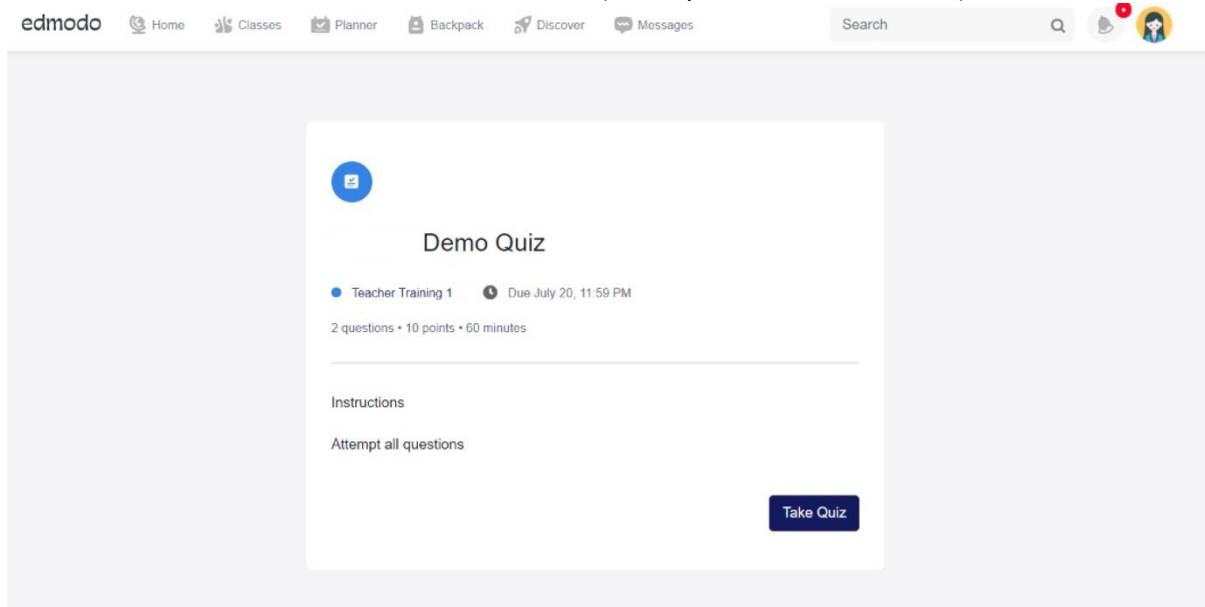 edmodo Home Classes Planner Backpack Discover Messages Search
Demo Quiz
Teacher Training 1 Due July 20, 11:59 PM
2 questions • 10 points • 60 minutes
Instructions
Attempt all questions
Take Quiz